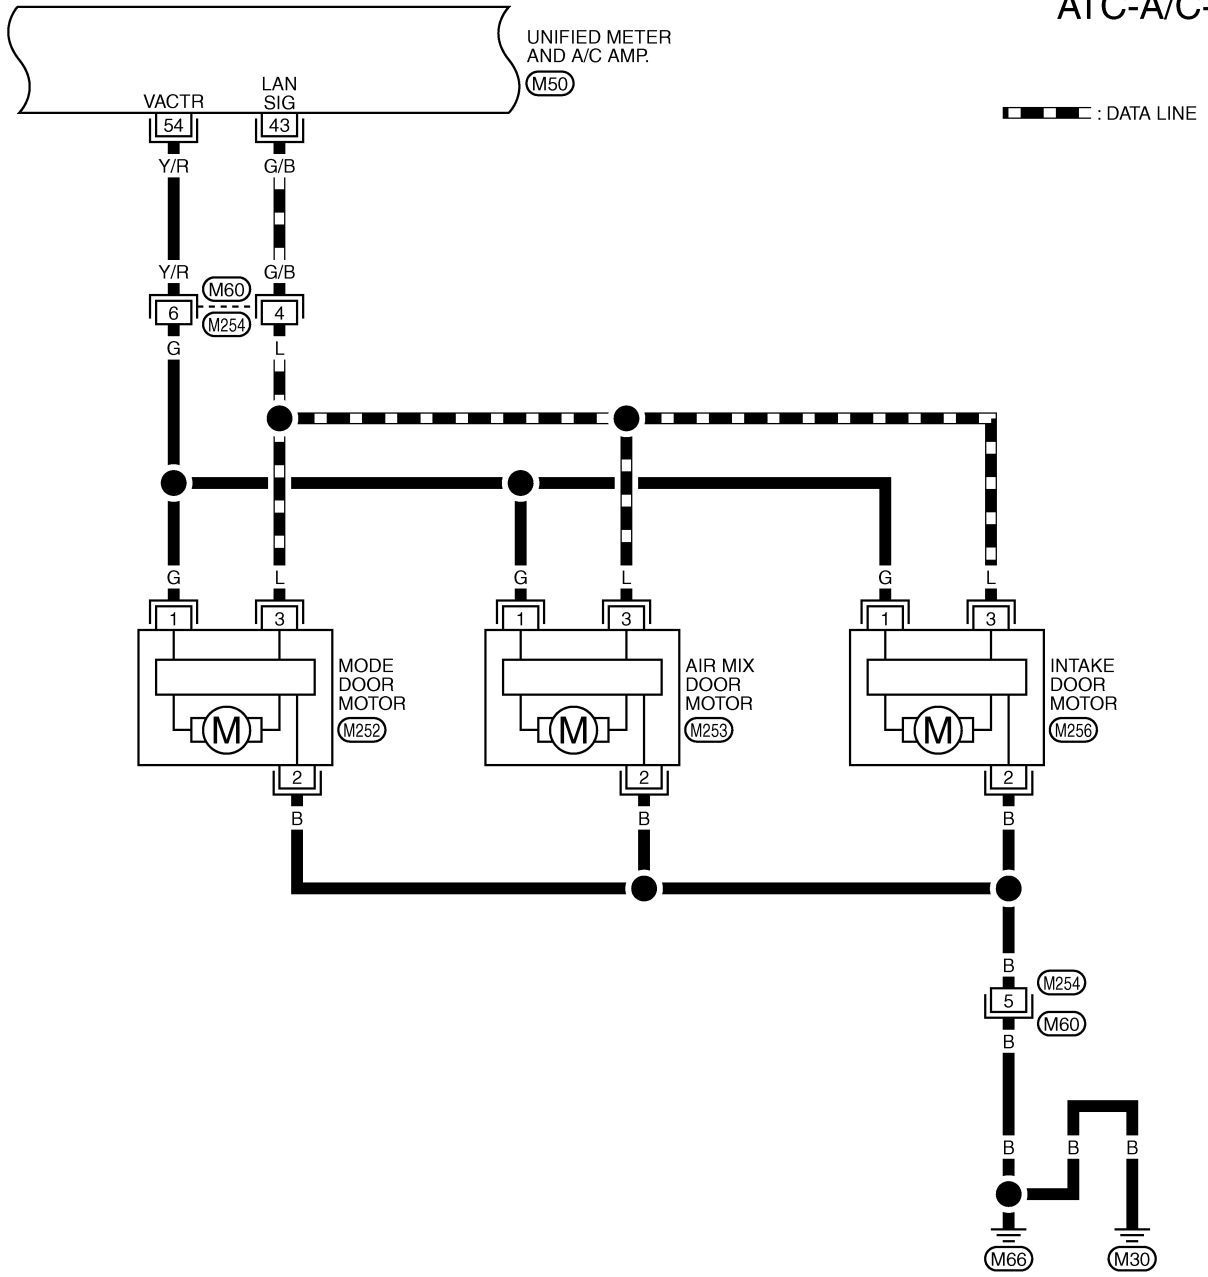 ATC-A/C-
UNIFIED METER
AND A/C AMP.
M50
: DATA LINE
VACTR
LAN
SIG
54 43
Y/R G/B
Y/R G/B
M60
6 4
M254
G L
G L G L G L
1 3 1 3 1 3
MODE
DOOR
MOTOR
M252
M
AIR MIX
DOOR
MOTOR
M253
M
INTAKE
DOOR
MOTOR
M256
M
2 2 2
B B B
B
M254
5
M60
B
B B B
M66 M30